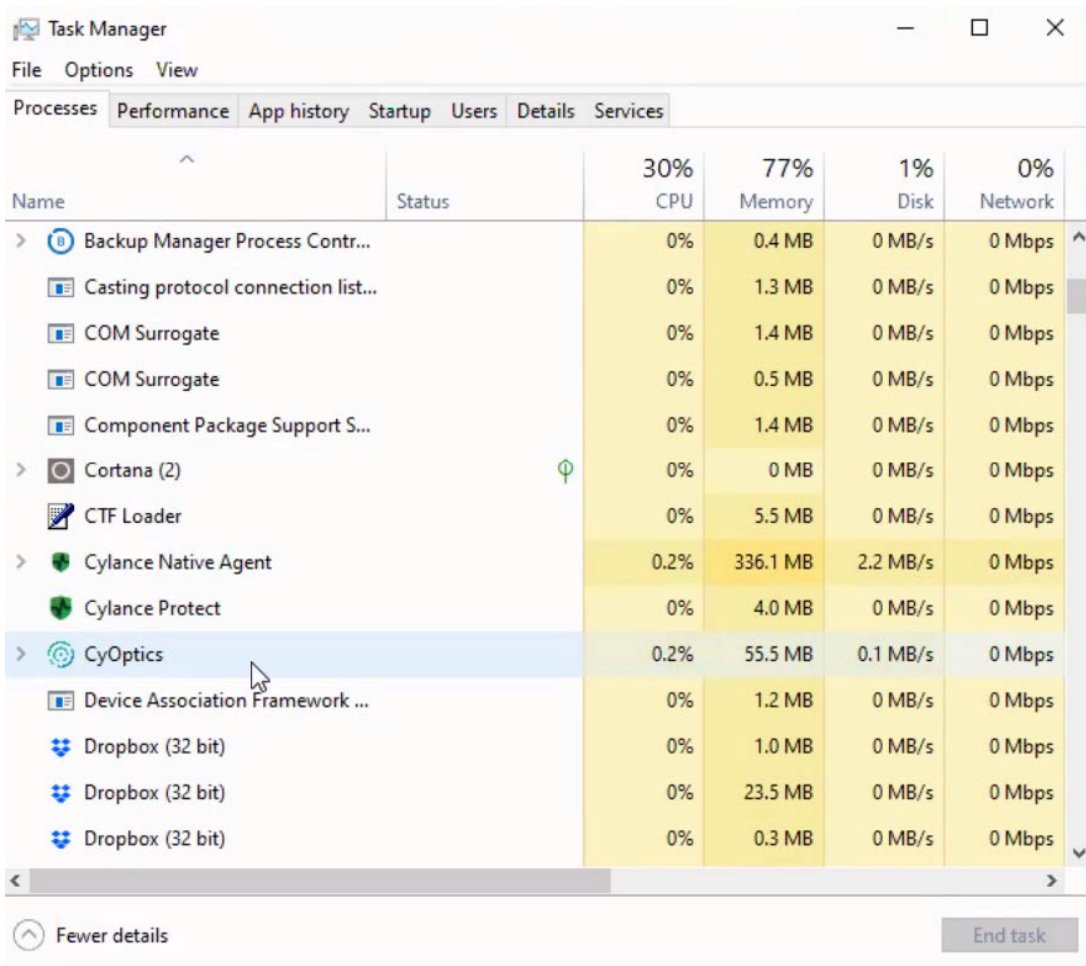 Task Manager
File Options View
Processes Performance App history Startup Users Details Services
30% 77% 1% 0%
Name Status CPU Memory Disk Network
B Backup Manager Process Contr... 0% 0.4 MB 0 MB/s 0 Mbps
Casting protocol connection list... 0% 1.3 MB 0 MB/s 0 Mbps
COM Surrogate 0% 1.4 MB 0 MB/s 0 Mbps
COM Surrogate 0% 0.5 MB 0 MB/s 0 Mbps
Component Package Support S... 0% 1.4 MB 0 MB/s 0 Mbps
Cortana (2) 0% 0 MB 0 MB/s 0 Mbps
CTF Loader 0% 5.5 MB 0 MB/s 0 Mbps
Cylance Native Agent 0.2% 336.1 MB 2.2 MB/s 0 Mbps
Cylance Protect 0% 4.0 MB 0 MB/s 0 Mbps
CyOptics 0.2% 55.5 MB 0.1 MB/s 0 Mbps
Device Association Framework ... 0% 1.2 MB 0 MB/s 0 Mbps
Dropbox (32 bit) 0% 1.0 MB 0 MB/s 0 Mbps
Dropbox (32 bit) 0% 23.5 MB 0 MB/s 0 Mbps
Dropbox (32 bit) 0% 0.3 MB 0 MB/s 0 Mbps
Fewer details End task